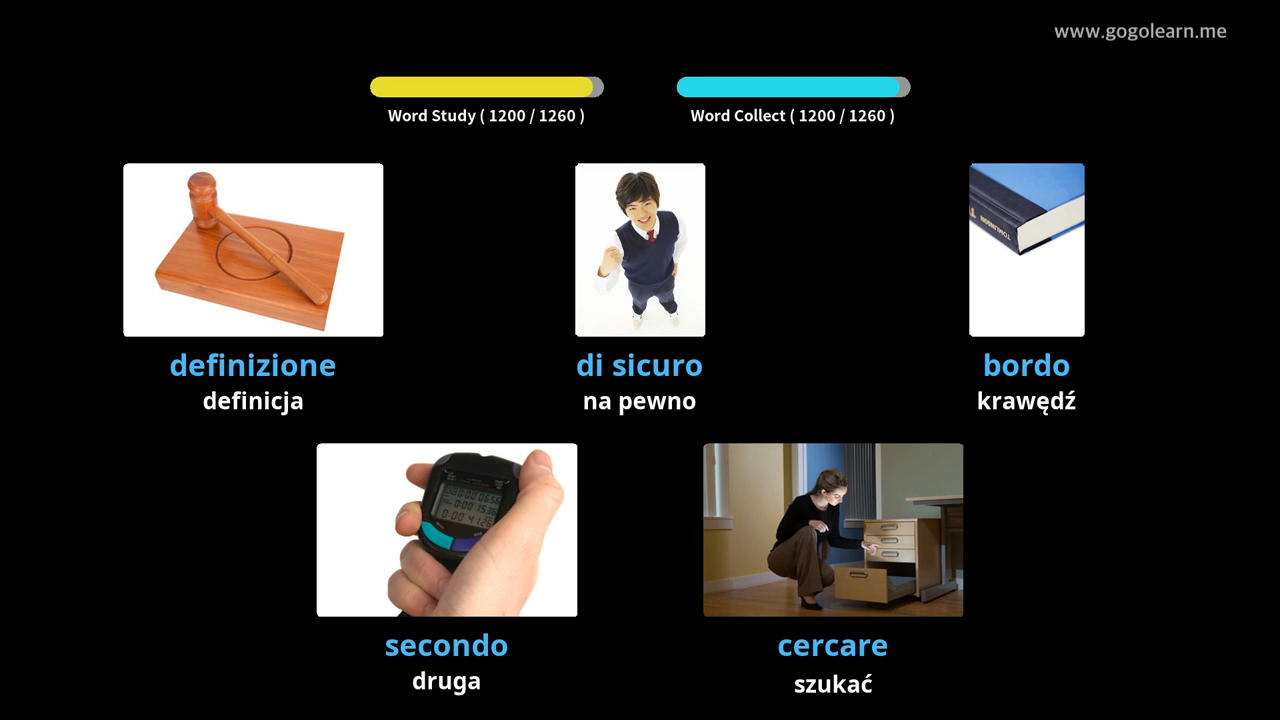 www.gogolearn.me
Word Study ( 1200 / 1260 )
Word Collect ( 1200 / 1260 )
definizione
definicja
di sicuro
na pewno
bordo
krawędź
secondo
druga
cercare
szukać